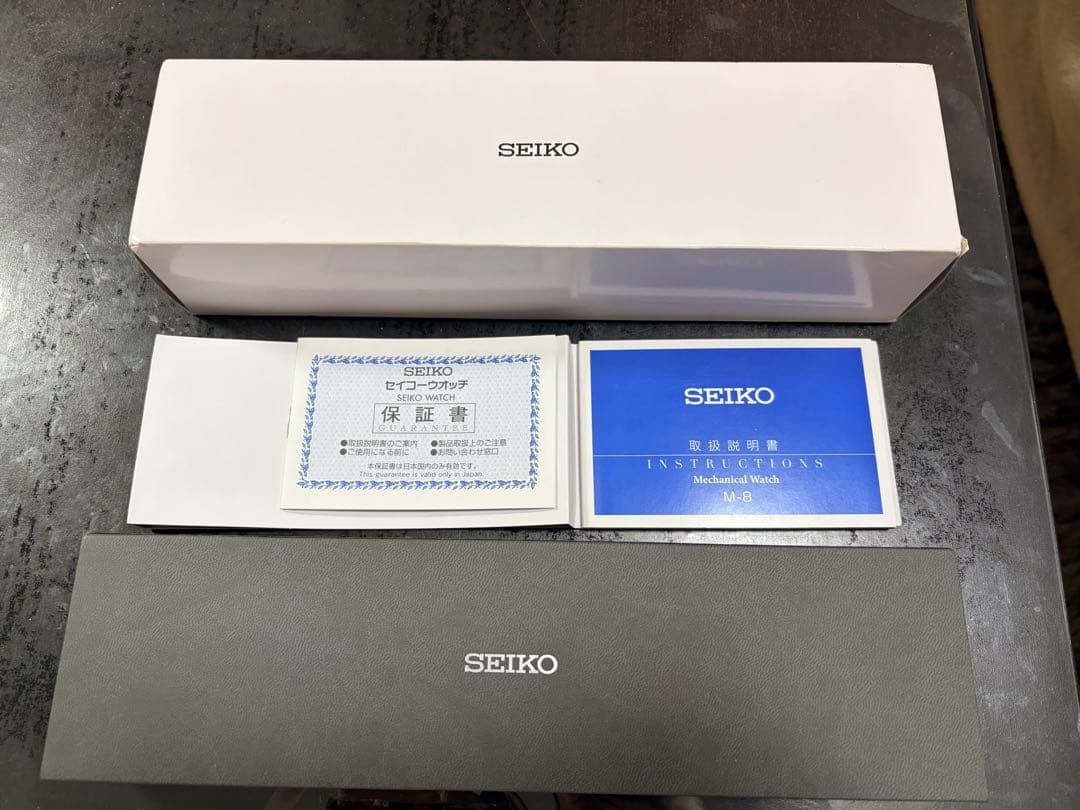 SEIKO
SEIKO
セイコーウオッチ
SEIKO WATCH
保証書
GUARANTEE
●取扱説明書のご案内 ●製品取扱上のご注意
●ご使用になる前に ●お問い合わせ窓口
本保証書は日本国内のみ有効です。
This guarantee is valid only in Japan.
SEIKO
取扱説明書
INSTRUCTIONS
Mechanical Watch
M-8
SEIKO